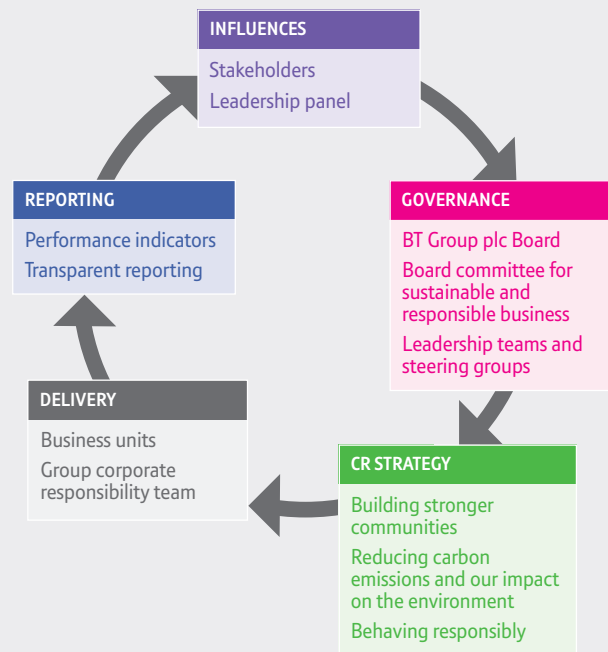 INFLUENCES
Stakeholders
Leadership panel
GOVERNANCE
BT Group plc Board
Board committee for
sustainable and
responsible business
Leadership teams and
steering groups
CR STRATEGY
Building stronger
communities
Reducing carbon
emissions and our impact
on the environment
Behaving responsibly
DELIVERY
Business units
Group corporate
responsibility team
REPORTING
Performance indicators
Transparent reporting